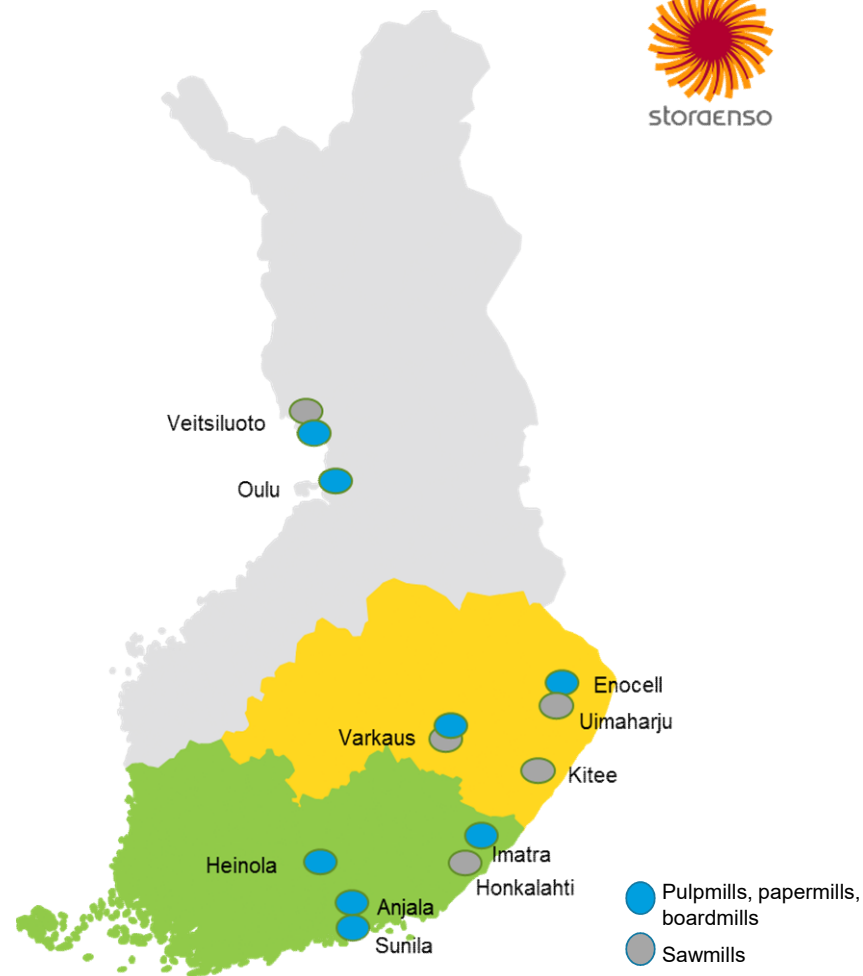 storaenso
Veitsiluoto
Oulu
Enocell
Uimaharju
Varkaus
Kitee
Imatra
Heinola
Honkalahti
Anjala
Sunila
Pulpmills, papermills,
boardmills
Sawmills